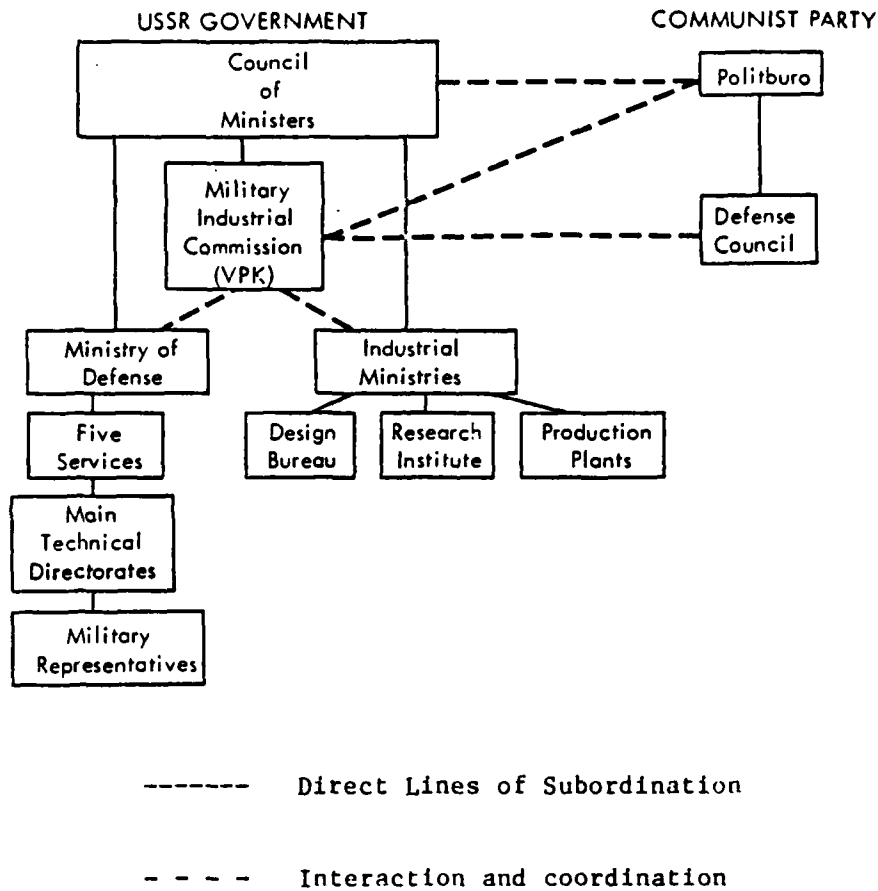 USSR GOVERNMENT
COMMUNIST PARTY
Council
of
Ministers
Politburo
Military
Industrial
Commission
(VPK)
Defense
Council
Ministry of
Defense
Industrial
Ministries
Five
Services
Design
Bureau
Research
Institute
Production
Plants
Main
Technical
Directorates
Military
Representatives
Direct Lines of Subordination
Interaction and coordination